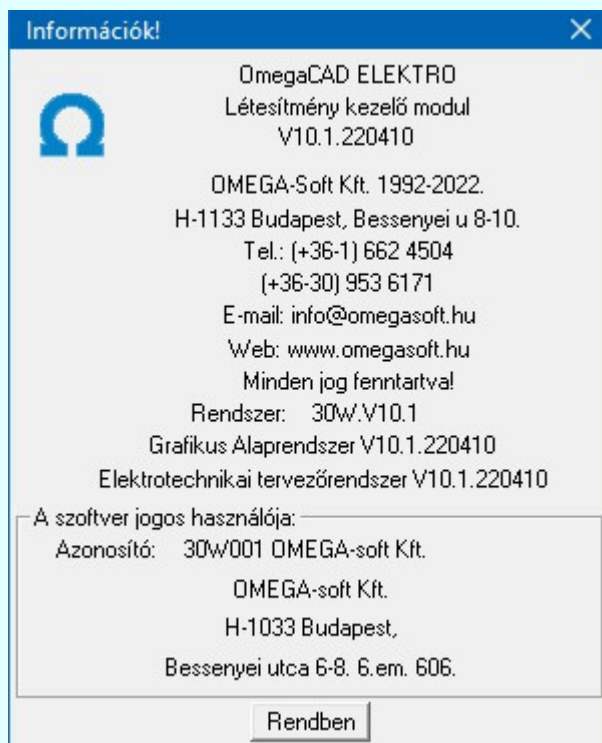 Információk!
OmegaCAD ELEKTRO
Létesítmény kezelő modul
V10.1.220410
OMEGA-Soft Kft. 1992-2022.
H-1133 Budapest, Bessenyei u 8-10.
Tel.: (+36-1) 662 4504
(+36-30) 953 6171
E-mail: info@omegasoft.hu
Web: www.omegasoft.hu
Minden jog fenntartva!
Rendszer: 30W.V10.1
Grafikus Alaprendszer V10.1.220410
Elektrotechnikai tervezőrendszer V10.1.220410
A szoftver jogos használója:
Azonosító: 30W001 OMEGA-soft Kft.
OMEGA-soft Kft.
H-1033 Budapest,
Bessenyei utca 6-8. 6.em. 606.
Rendben